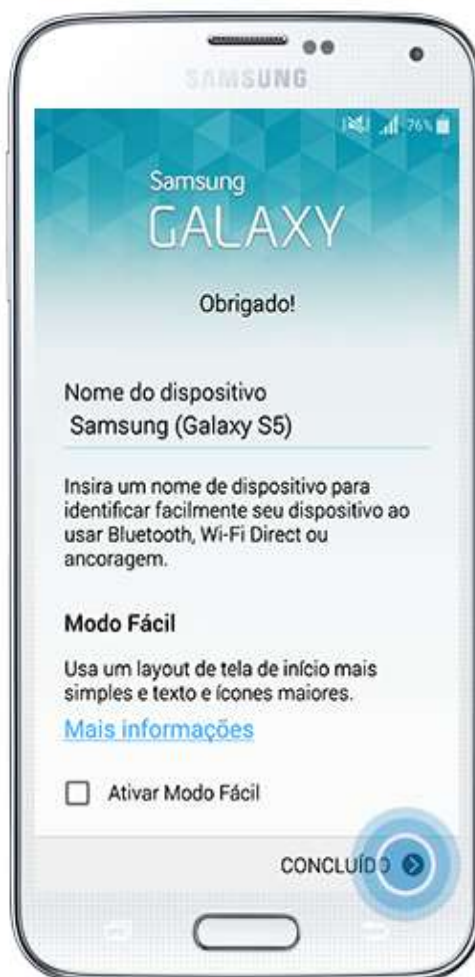 SAMSUNG
76%
Samsung
GALAXY
Obrigado!
Nome do dispositivo
Samsung (Galaxy S5)
Insira um nome de dispositivo para
identificar facilmente seu dispositivo ao
usar Bluetooth, Wi-Fi Direct ou
ancoragem.
Modo Fácil
Usa um layout de tela de início mais
simples e texto e ícones maiores.
Mais informações
Ativar Modo Fácil
CONCLUÍDO